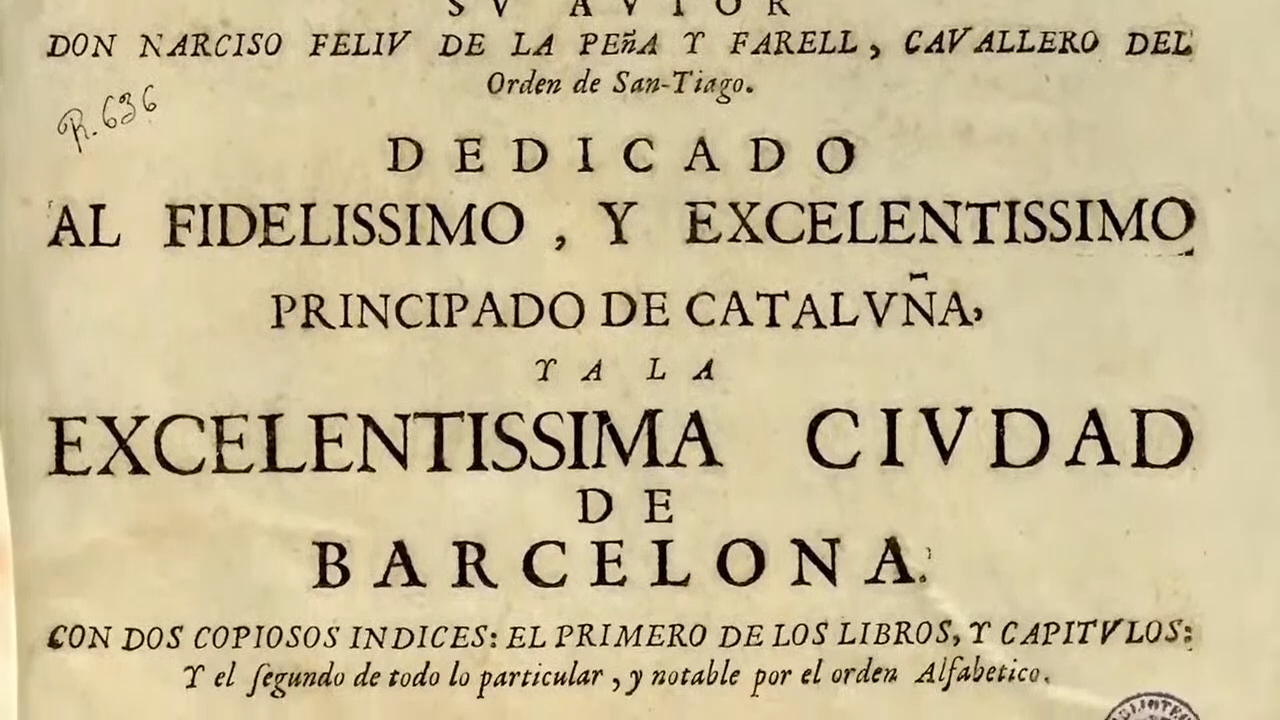 SV AVTOR
DON NARCISO FELIV DE LA PEñA Y FARELL, CAVALLERO DEL
Orden de San-Tiago.
R. 636
DEDICADO
AL FIDELISSIMO, Y EXCELENTISSIMO
PRINCIPADO DE CATALVÑA,
Y A LA
EXCELENTISSIMA CIVDAD
DE
BARCELONA.
CON DOS COPIOSOS INDICES: EL PRIMERO DE LOS LIBROS, Y CAPITVLOS:
Y el ſegundo de todo lo particular, y notable por el orden Alfabetico.